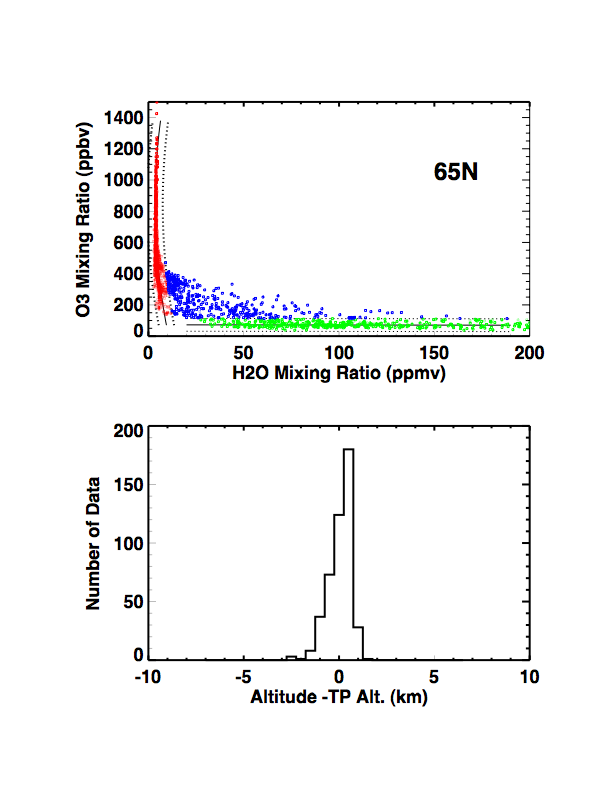 1400
1200
1000
800
600
400
200
0
O3 Mixing Ratio (ppbv)
65N
0 50 100 150 200
H2O Mixing Ratio (ppmv)
200
150
100
50
0
Number of Data
-10 -5 0 5 10
Altitude -TP Alt. (km)